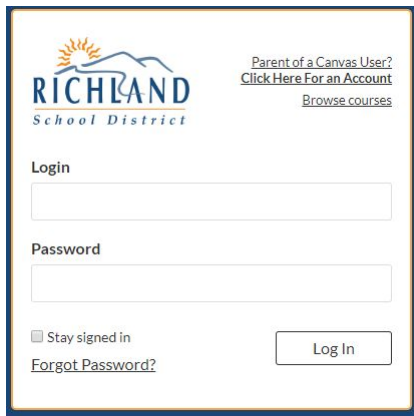 RICHLAND
School District
Parent of a Canvas User?
Click Here For an Account
Browse courses
Login
Password
Stay signed in
Forgot Password?
Log In